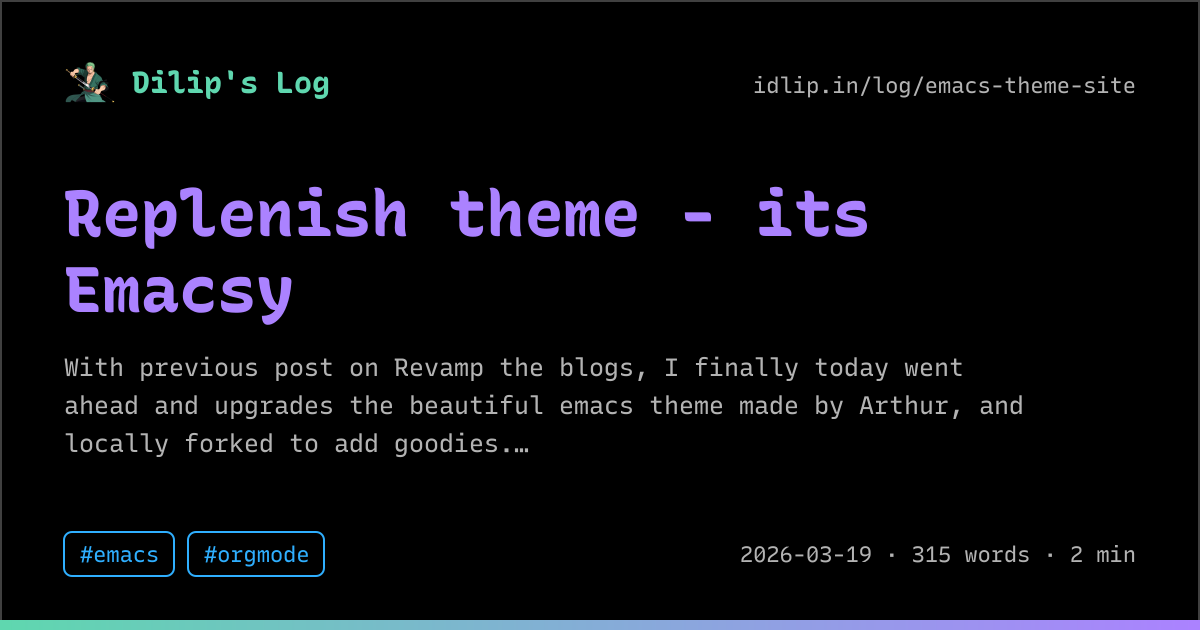 Dilip's Log
idlip.in/log/emacs-theme-site
Replenish theme - its
Emacsy
With previous post on Revamp the blogs, I finally today went
ahead and upgrades the beautiful emacs theme made by Arthur, and
locally forked to add goodies.…
#emacs #orgmode
2026-03-19 · 315 words · 2 min